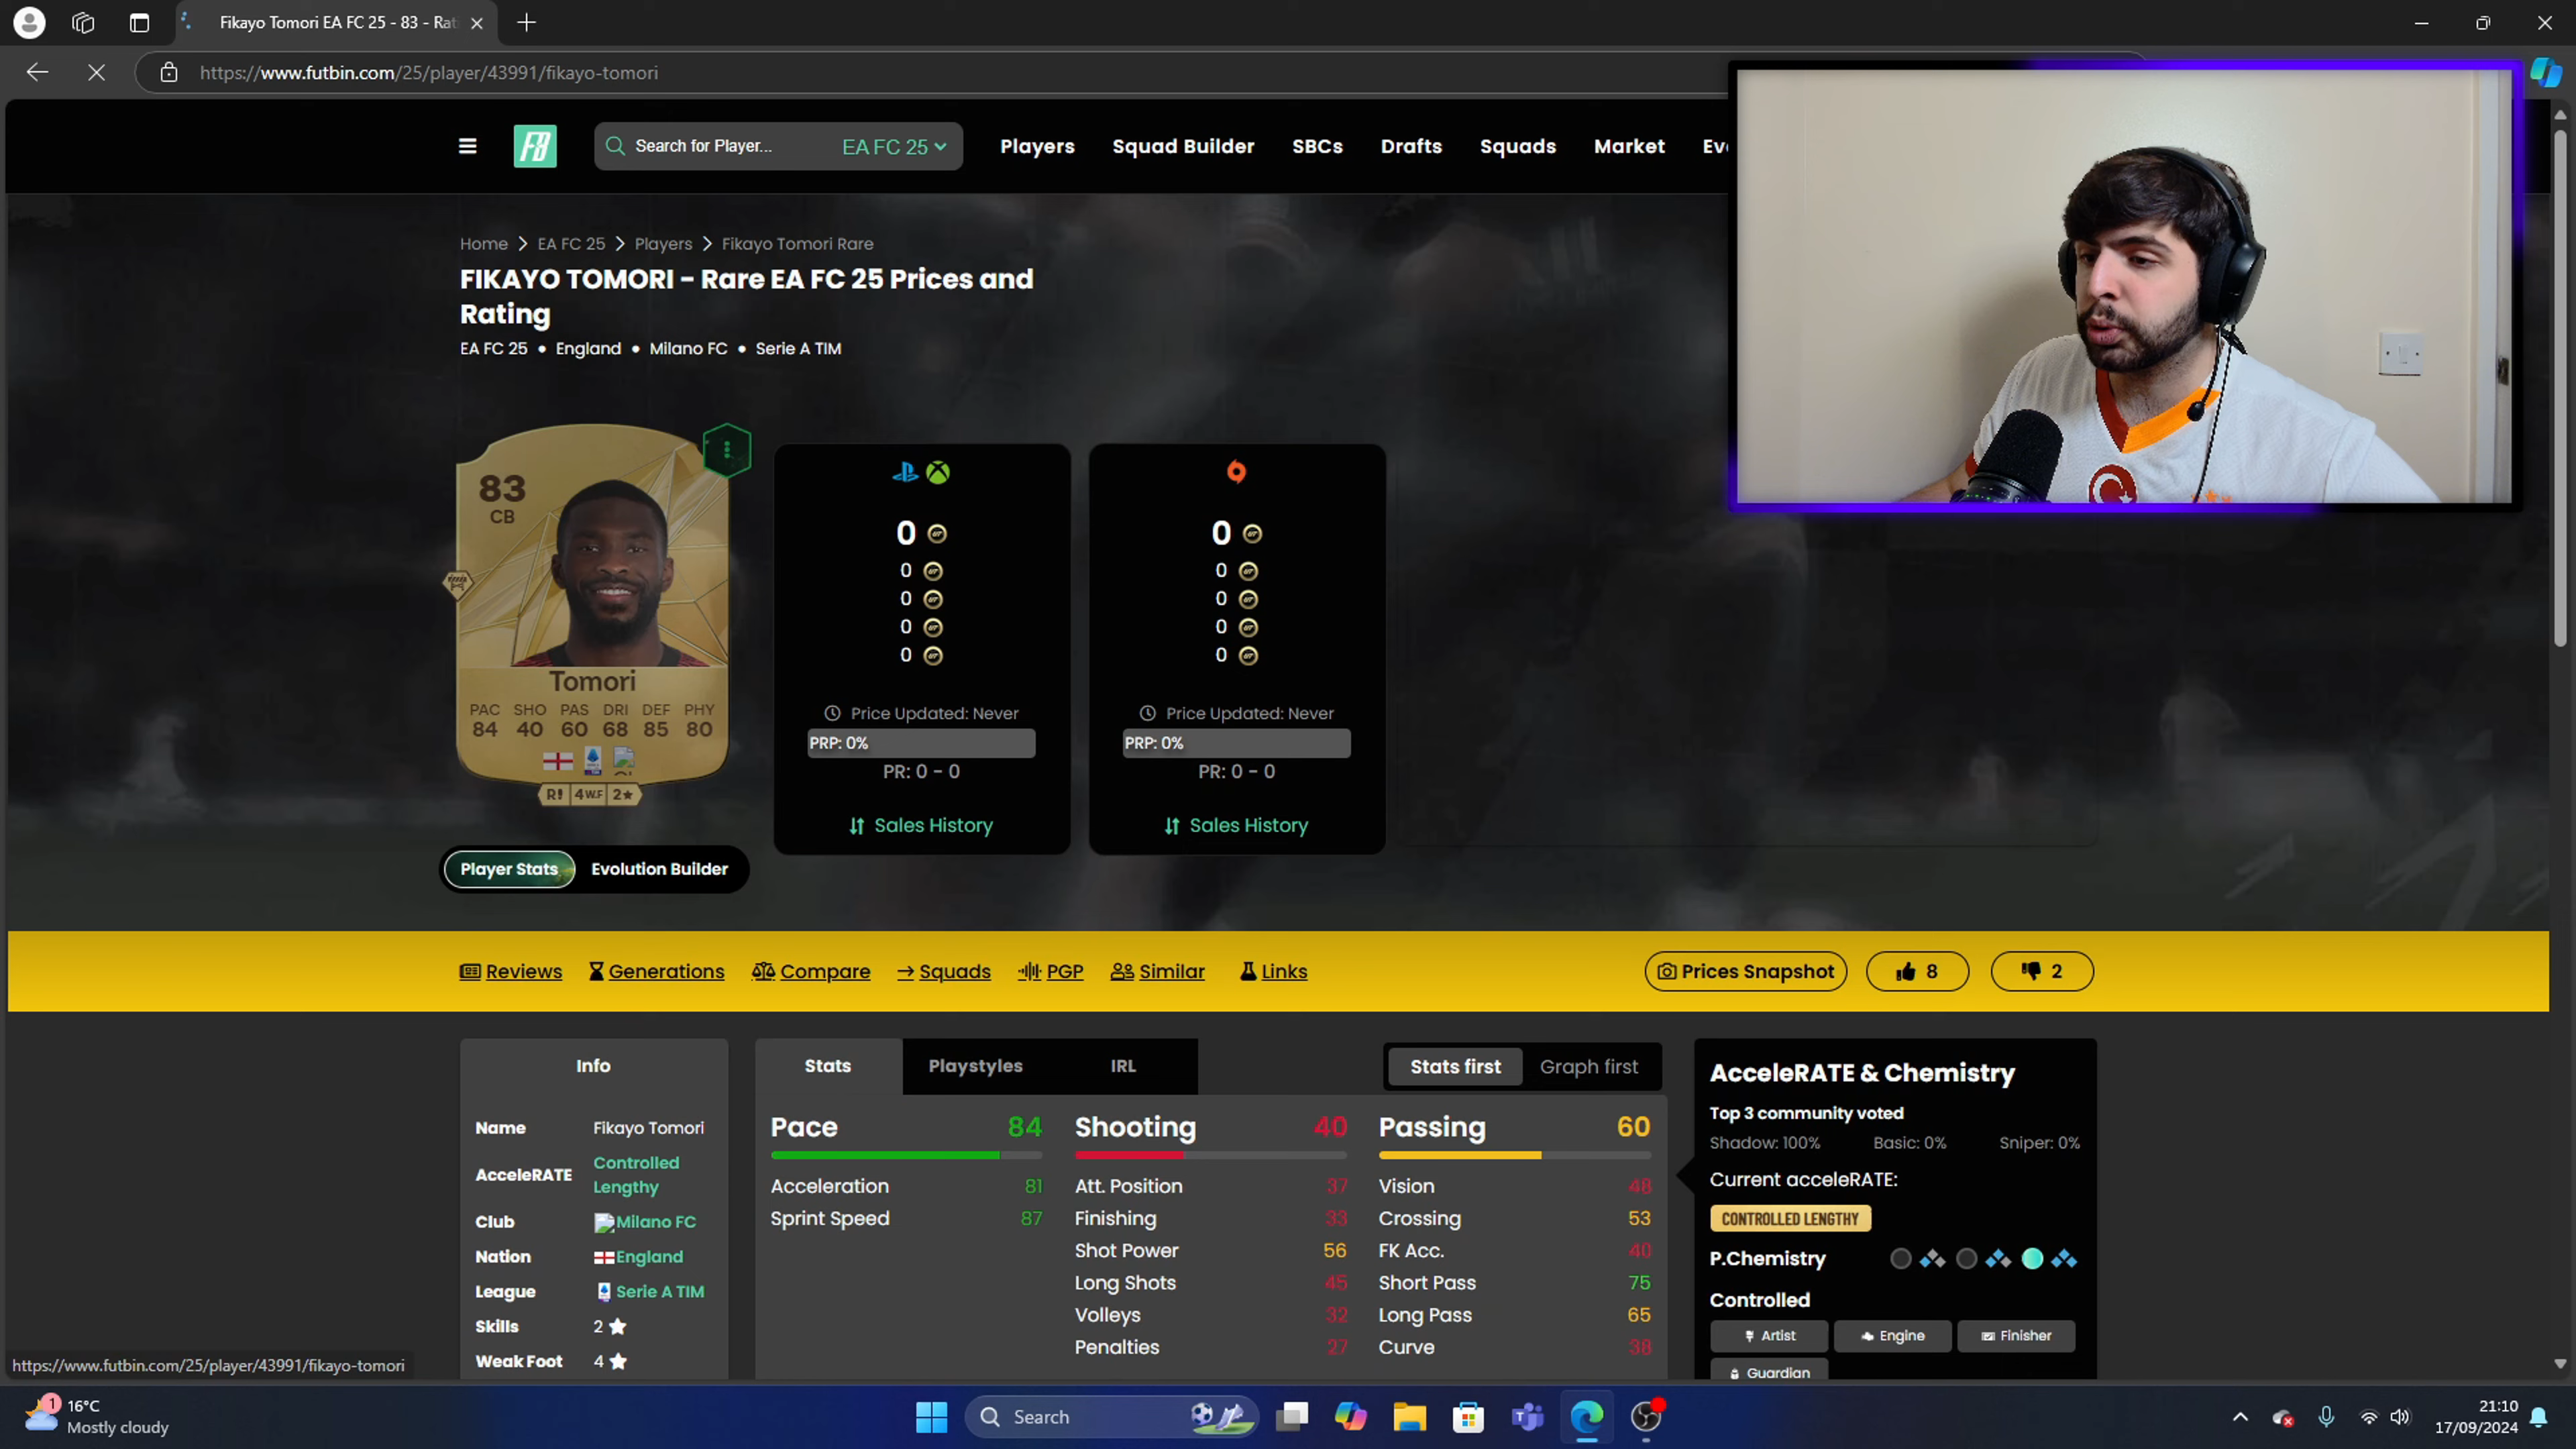 Fikayo Tomori EA FC 25 - 83 - Rati
https://www.futbin.com/25/player/43991/fikayo-tomori
FB
Search for Player...
EA FC 25
Players
Squad Builder
SBCs
Drafts
Squads
Market
Evo
Home > EA FC 25 > Players > Fikayo Tomori Rare
FIKAYO TOMORI - Rare EA FC 25 Prices and
Rating
EA FC 25 • England • Milano FC • Serie A TIM
83
CB
Tomori
PAC SHO PAS DRI DEF PHY
84 40 60 68 85 80
R! 4W.F 2★
0
0
0
0
0
Price Updated: Never
PRP: 0%
PR: 0 - 0
Sales History
0
0
0
0
0
Price Updated: Never
PRP: 0%
PR: 0 - 0
Sales History
Player Stats
Evolution Builder
Reviews
Generations
Compare
Squads
PGP
Similar
Links
Prices Snapshot
8
2
Info
Name Fikayo Tomori
AcceleRATE Controlled
Lengthy
Club Milano FC
Nation England
League Serie A TIM
Skills 2
Weak Foot 4
Stats
Playstyles
IRL
Stats first
Graph first
Pace 84
Acceleration 81
Sprint Speed 87
Shooting 40
Att. Position 37
Finishing 33
Shot Power 56
Long Shots 45
Volleys 32
Penalties 27
Passing 60
Vision 48
Crossing 53
FK Acc. 40
Short Pass 75
Long Pass 65
Curve 38
AcceleRATE & Chemistry
Top 3 community voted
Shadow: 100% Basic: 0% Sniper: 0%
Current acceleRATE:
CONTROLLED LENGTHY
P.Chemistry
Controlled
Artist
Engine
Finisher
Guardian
https://www.futbin.com/25/player/43991/fikayo-tomori
1
16°C
Mostly cloudy
Search
21:10
17/09/2024